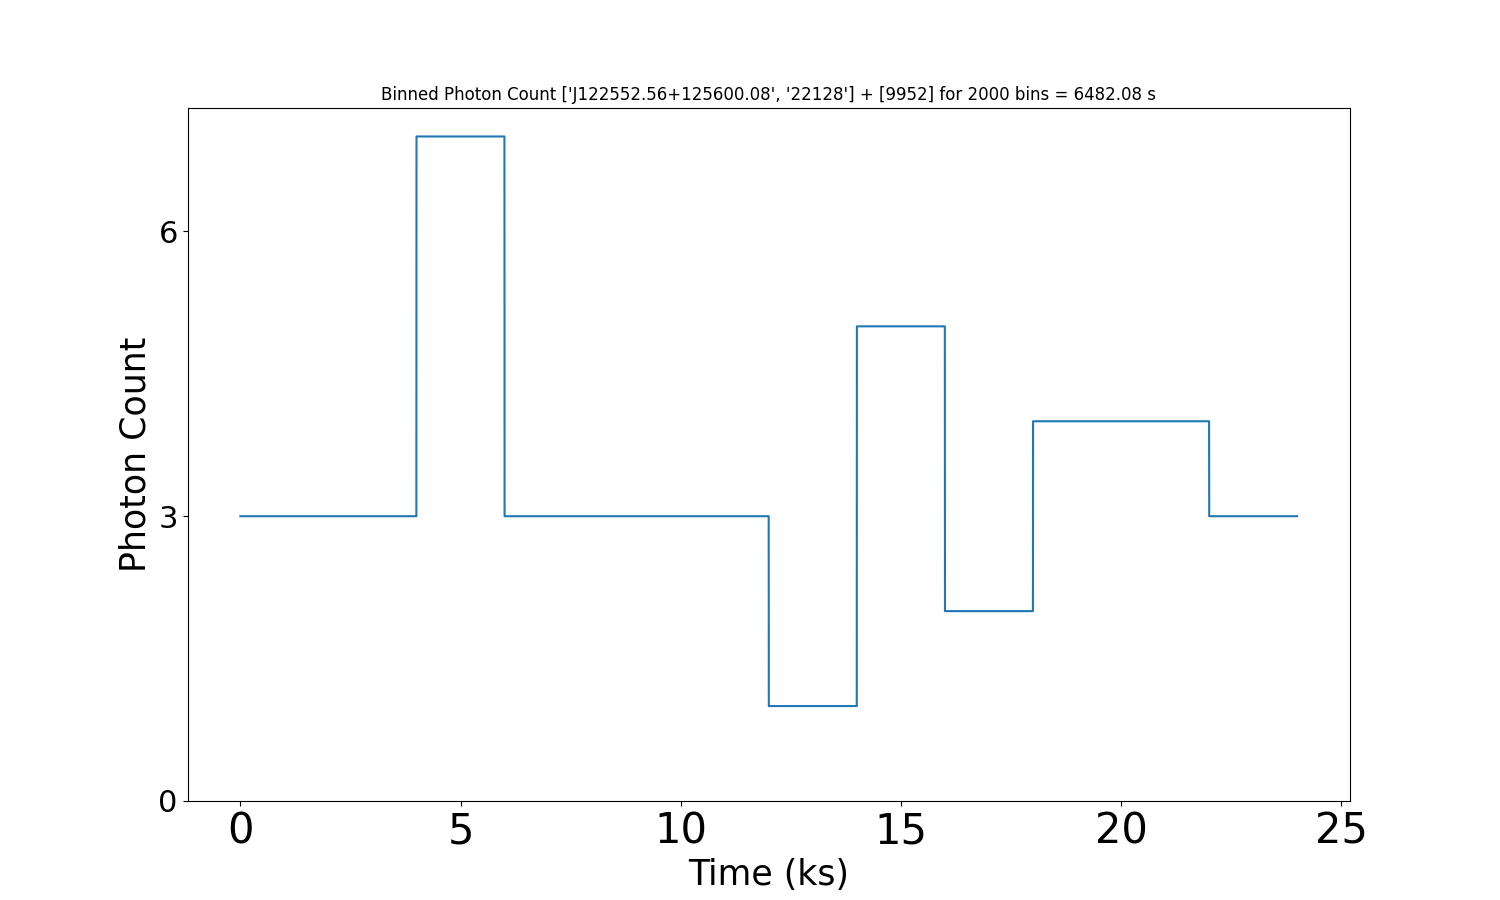 Binned Photon Count ['J122552.56+125600.08', '22128'] + [9952] for 2000 bins = 6482.08 s
Photon Count
6
3
0
0 5 10 15 20 25
Time (ks)